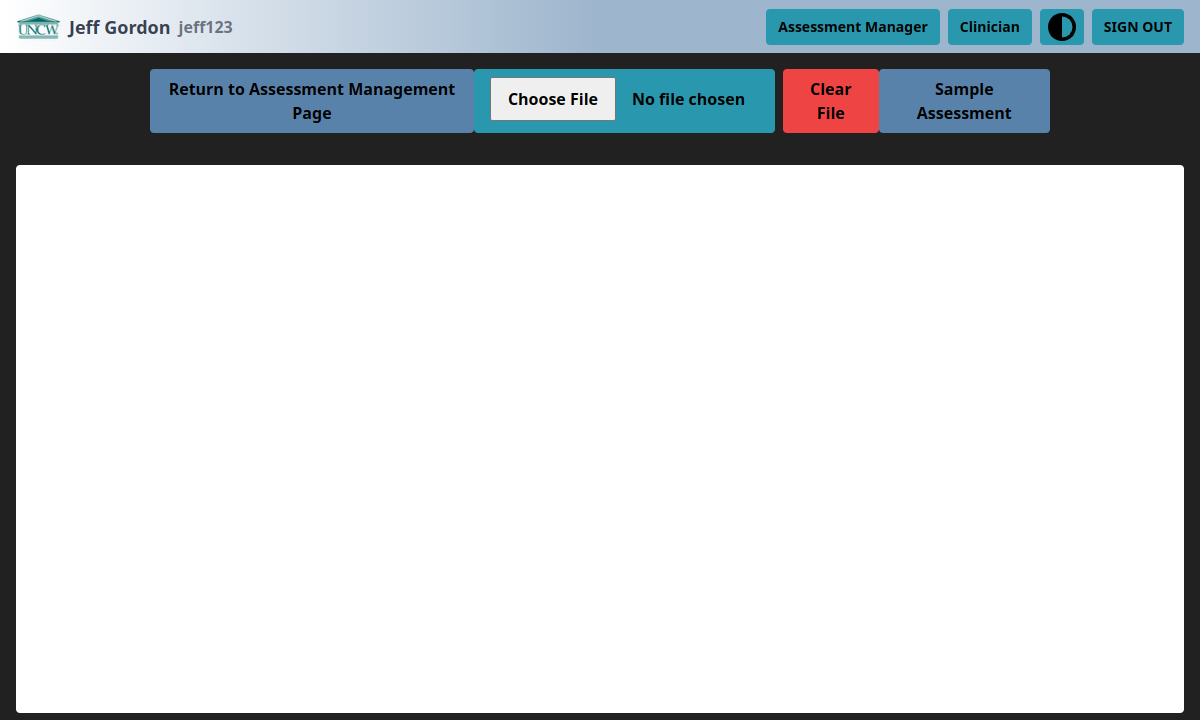 UNCW
Jeff Gordon jeff123
Assessment Manager
Clinician
SIGN OUT
Return to Assessment Management
Page
Choose File
No file chosen
Clear
File
Sample
Assessment